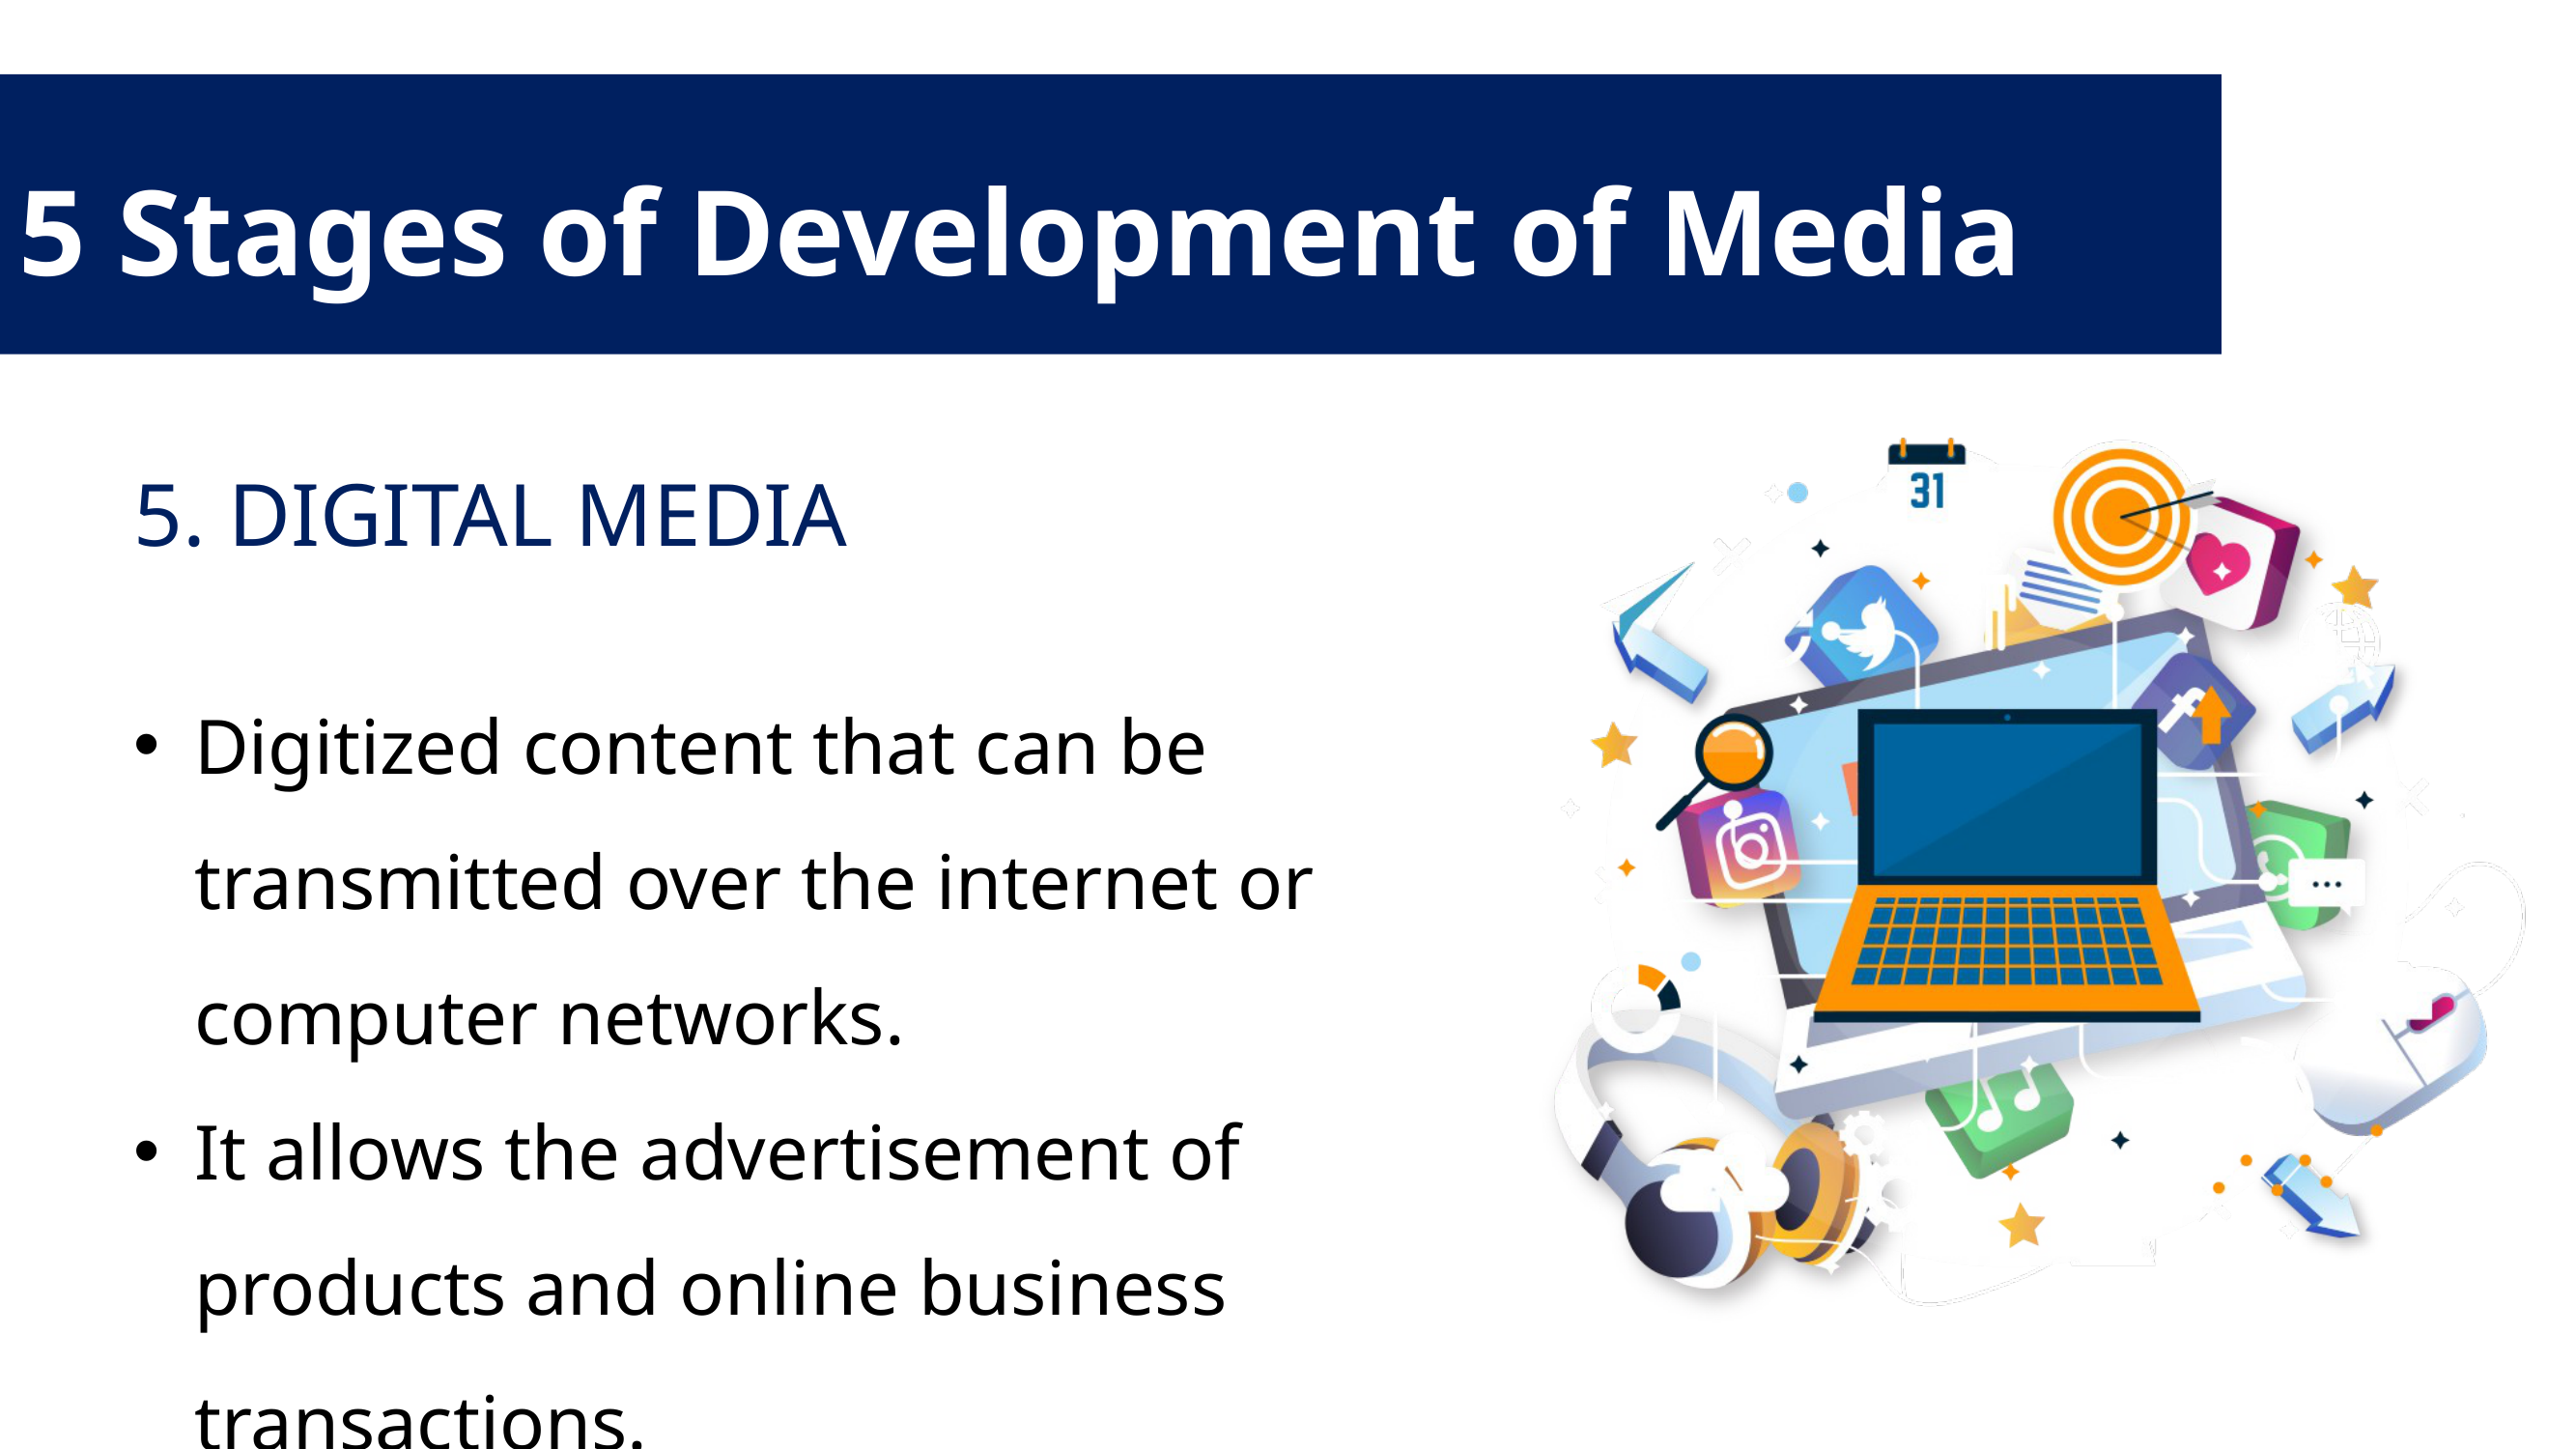 5 Stages of Development of Media
5. DIGITAL MEDIA
• Digitized content that can be
transmitted over the internet or
computer networks.
• It allows the advertisement of
products and online business
transactions.
31